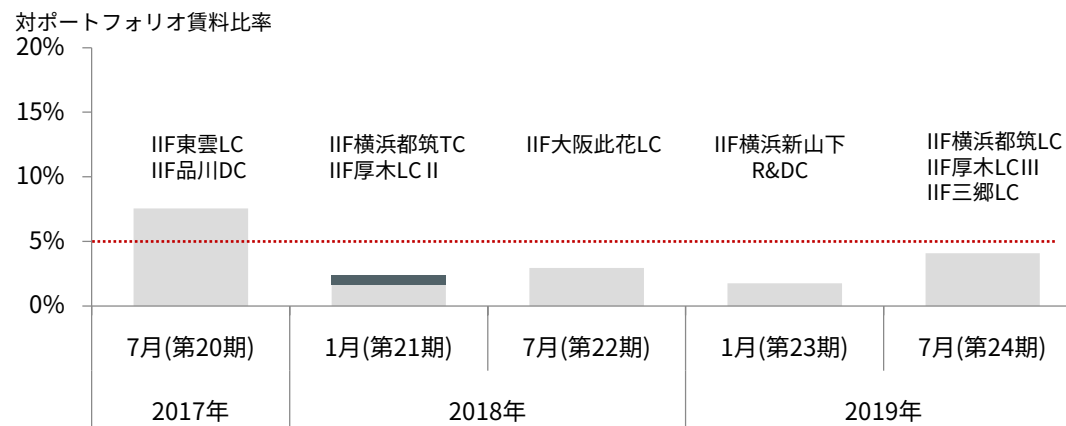 対ポートフォリオ賃料比率
20%
15%
10%
5%
0%
IIF東雲LC
IIF品川DC
IIF横浜都筑TC
IIF厚木LCⅡ
IIF大阪此花LC
IIF横浜新山下
R&DC
IIF横浜都筑LC
IIF厚木LCⅢ
IIF三郷LC
7月(第20期)
1月(第21期)
7月(第22期)
1月(第23期)
7月(第24期)
2017年
2018年
2019年